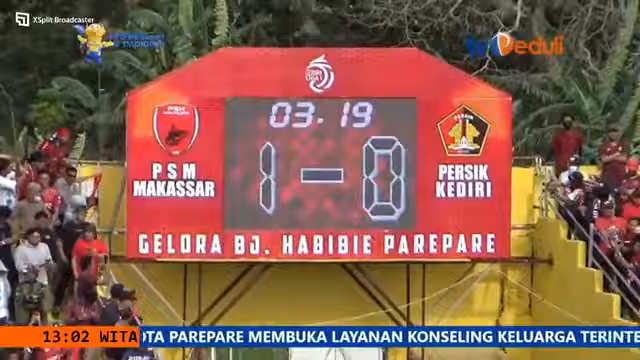 XSplit Broadcaster
Peduli
03.19
1-0
PSM
MAKASSAR
PERSIK
KEDIRI
GELORA BJ. HABIBIE PAREPARE
13:02 WITA
OTA PAREPARE MEMBUKA LAYANAN KONSELING KELUARGA TERINTE